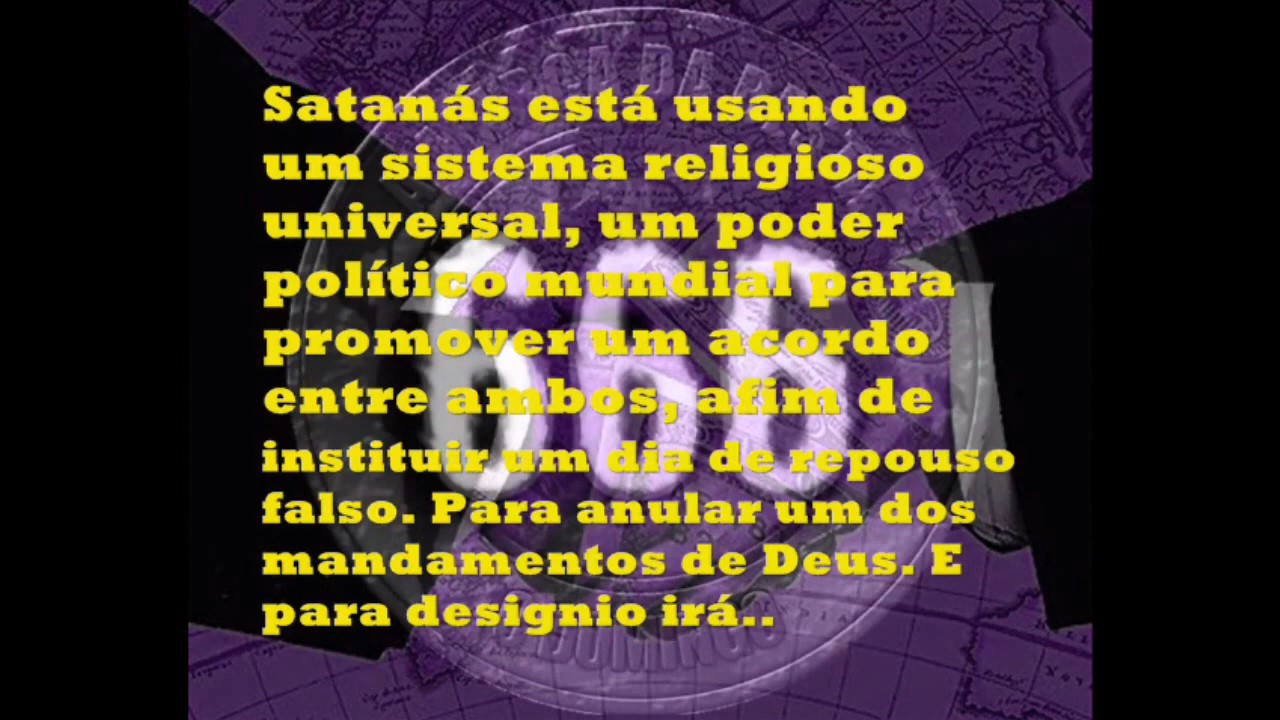 Satanás está usando
um sistema religioso
universal, um poder
político mundial para
promover um acordo
entre ambos, afim de
instituir um dia de repouso
falso. Para anular um dos
mandamentos de Deus. E
para designio irá..
666
DOMINGO